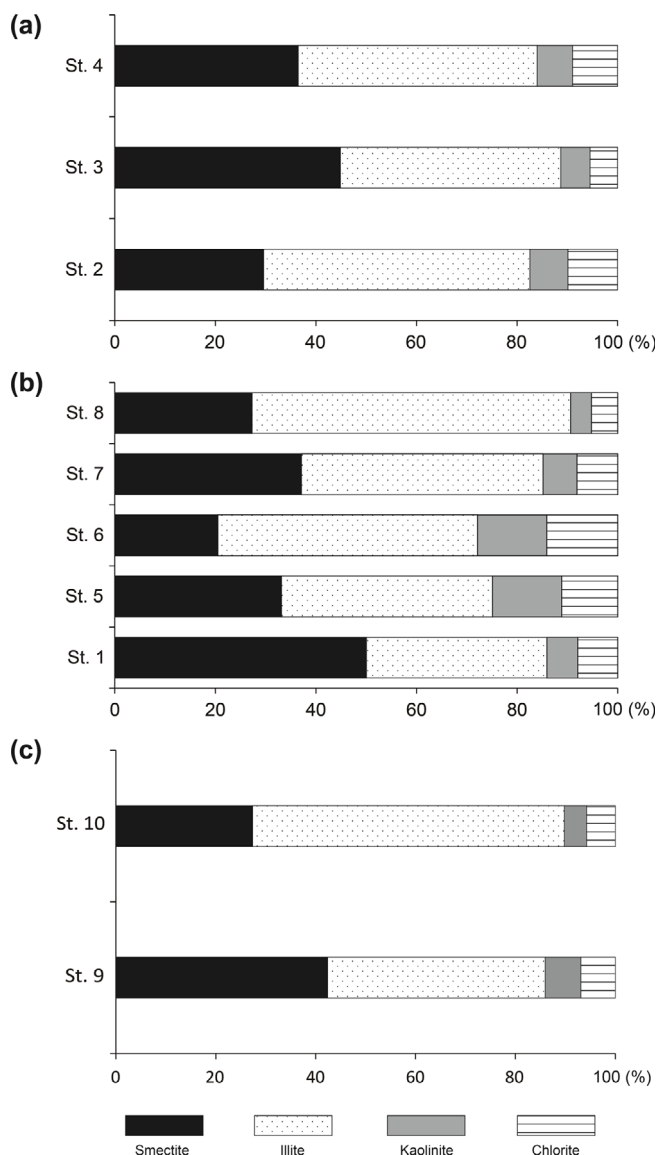 (a)
St. 4
St. 3
St. 2
0 20 40 60 80 100 (%)
(b)
St. 8
St. 7
St. 6
St. 5
St. 1
0 20 40 60 80 100 (%)
(c)
St. 10
St. 9
0 20 40 60 80 100 (%)
Smectite Illite Kaolinite Chlorite